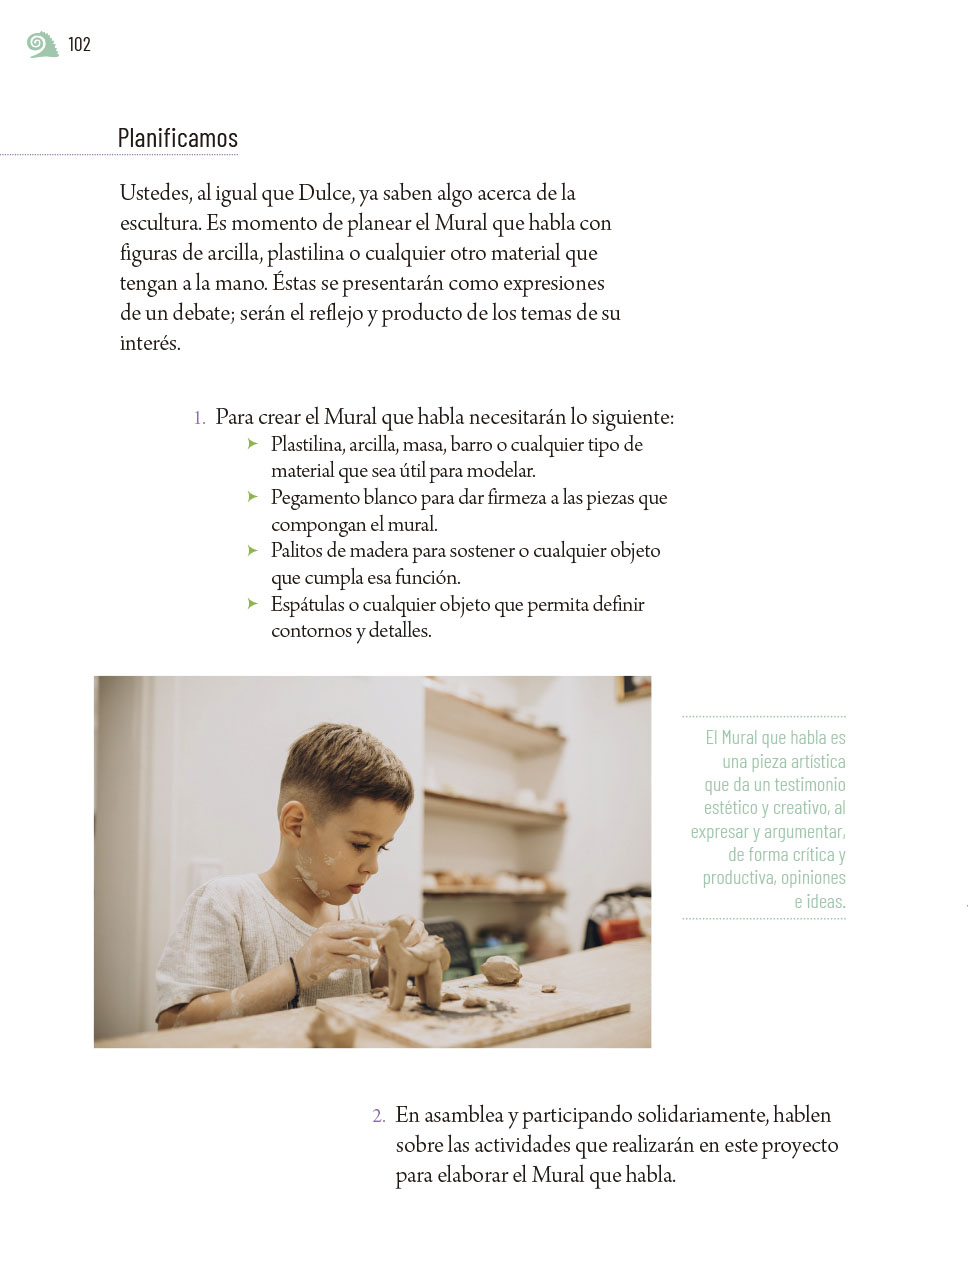 102
Planificamos
Ustedes, al igual que Dulce, ya saben algo acerca de la
escultura. Es momento de planear el Mural que habla con
figuras de arcilla, plastilina o cualquier otro material que
tengan a la mano. Éstas se presentarán como expresiones
de un debate; serán el reflejo y producto de los temas de su
interés.
1. Para crear el Mural que habla necesitarán lo siguiente:
➤ Plastilina, arcilla, masa, barro o cualquier tipo de
material que sea útil para modelar.
➤ Pegamento blanco para dar firmeza a las piezas que
compongan el mural.
➤ Palitos de madera para sostener o cualquier objeto
que cumpla esa función.
➤ Espátulas o cualquier objeto que permita definir
contornos y detalles.
El Mural que habla es
una pieza artística
que da un testimonio
estético y creativo, al
expresar y argumentar,
de forma crítica y
productiva, opiniones
e ideas.
2. En asamblea y participando solidariamente, hablen
sobre las actividades que realizarán en este proyecto
para elaborar el Mural que habla.